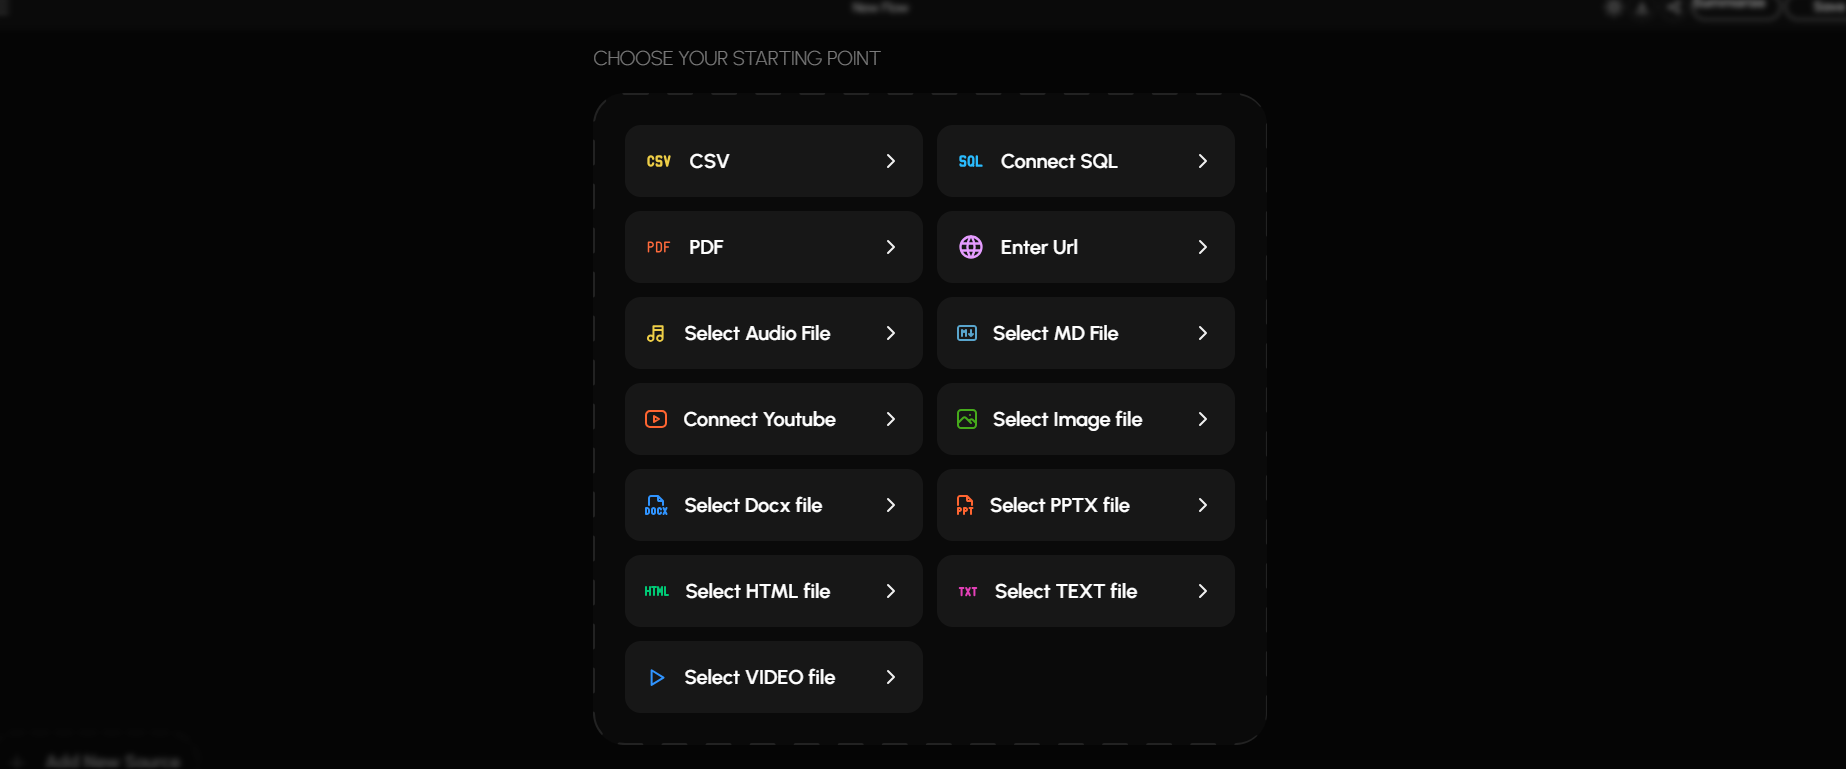 New Flow
Summarize
Save
CHOOSE YOUR STARTING POINT
CSV CSV
SQL Connect SQL
PDF PDF
Enter Url
Select Audio File
M Select MD File
Connect Youtube
Select Image file
DOCX Select Docx file
PPT Select PPTX file
HTML Select HTML file
TXT Select TEXT file
Select VIDEO file
Add New Source